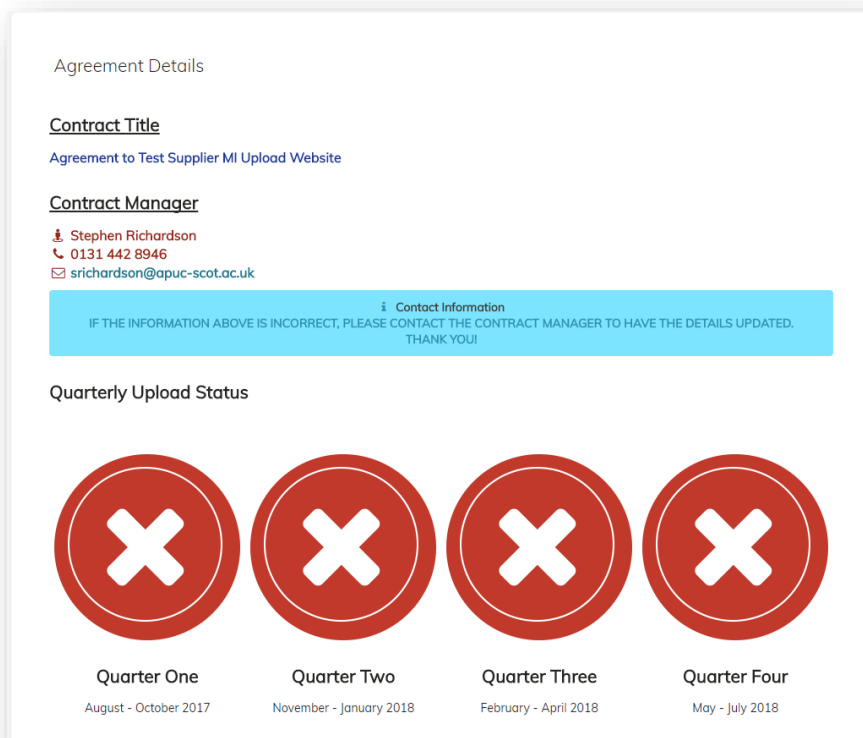 Agreement Details
Contract Title
Agreement to Test Supplier MI Upload Website
Contract Manager
Stephen Richardson
0131 442 8946
srichardson@apuc-scot.ac.uk
Contact Information
IF THE INFORMATION ABOVE IS INCORRECT, PLEASE CONTACT THE CONTRACT MANAGER TO HAVE THE DETAILS UPDATED.
THANK YOU!
Quarterly Upload Status
Quarter One Quarter Two Quarter Three Quarter Four
August - October 2017 November - January 2018 February - April 2018 May - July 2018